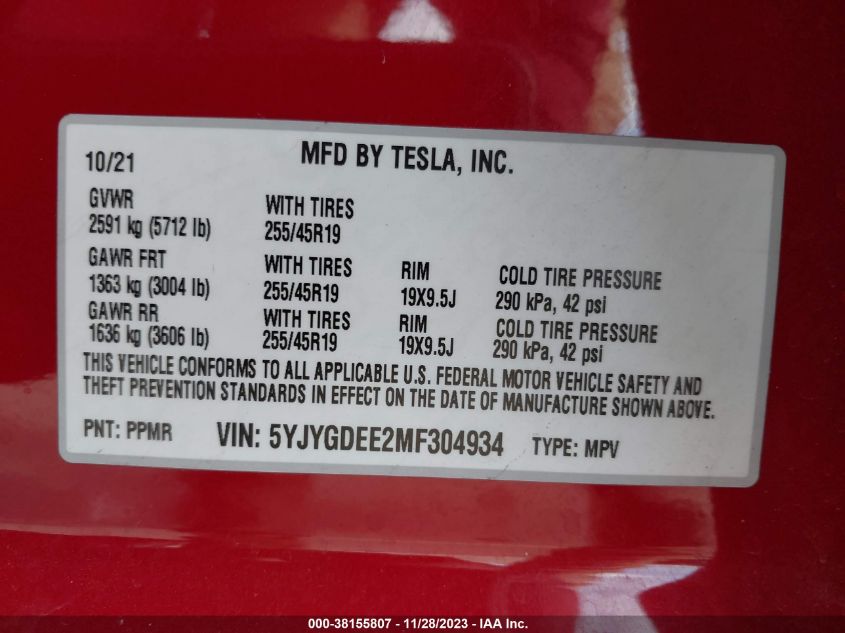 10/21 MFD BY TESLA, INC.
GVWR
2591 kg (5712 lb) WITH TIRES
255/45R19
GAWR FRT WITH TIRES RIM COLD TIRE PRESSURE
1363 kg (3004 lb) 255/45R19 19X9.5J 290 kPa, 42 psi
GAWR RR WITH TIRES RIM COLD TIRE PRESSURE
1636 kg (3606 lb) 255/45R19 19X9.5J 290 kPa, 42 psi
THIS VEHICLE CONFORMS TO ALL APPLICABLE U.S. FEDERAL MOTOR VEHICLE SAFETY AND
THEFT PREVENTION STANDARDS IN EFFECT ON THE DATE OF MANUFACTURE SHOWN ABOVE.
PNT: PPMR VIN: 5YJYGDEE2MF304934 TYPE: MPV
000-38155807 - 11/28/2023 - IAA Inc.